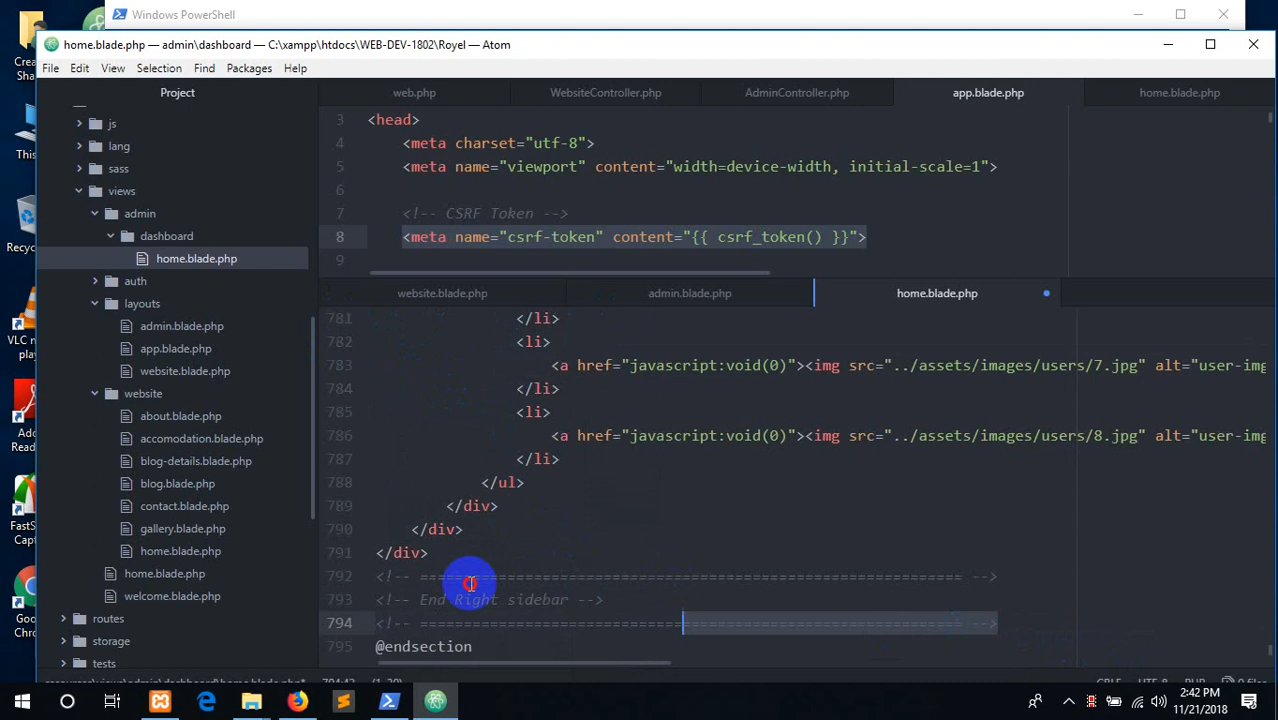 Windows PowerShell
home.blade.php — admin\dashboard — C:\xampp\htdocs\WEB-DEV-1802\Royel — Atom
File Edit View Selection Find Packages Help
Project
web.php WebsiteController.php AdminController.php app.blade.php home.blade.php
js
lang
sass
views
admin
dashboard
home.blade.php
auth
layouts
admin.blade.php
app.blade.php
website.blade.php
website
about.blade.php
accomodation.blade.php
blog-details.blade.php
blog.blade.php
contact.blade.php
gallery.blade.php
home.blade.php
home.blade.php
welcome.blade.php
routes
storage
tests
3 <head>
4 <meta charset="utf-8">
5 <meta name="viewport" content="width=device-width, initial-scale=1">
6
7 <!-- CSRF Token -->
8 <meta name="csrf-token" content="{{ csrf_token() }}">
9
website.blade.php admin.blade.php home.blade.php
781 </li>
782 <li>
783 <a href="javascript:void(0)"><img src="../assets/images/users/7.jpg" alt="user-img
784 </li>
785 <li>
786 <a href="javascript:void(0)"><img src="../assets/images/users/8.jpg" alt="user-img
787 </li>
788 </ul>
789 </div>
790 </div>
791 </div>
792 <!-- ============================================================== -->
793 <!-- End Right sidebar -->
794 <!-- ============================================================== -->
795 @endsection
2:42 PM
11/21/2018